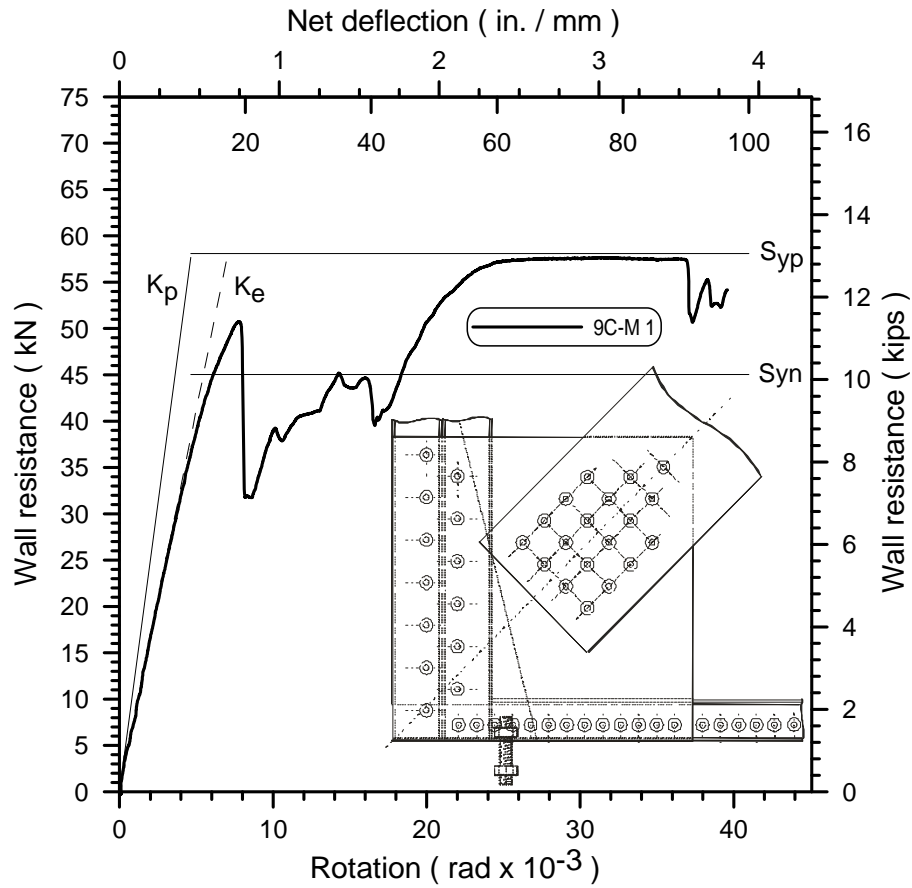 Net deflection ( in. / mm )
0 1 2 3 4
75 70 65 60 55 50 45 40 35 30 25 20 15 10 5 0
20 40 60 80 100
16 14 12 10 8 6 4 2 0
Wall resistance ( kN )
Wall resistance ( kips )
Kp
Ke
Syp
9C-M 1
Syn
0 10 20 30 40
Rotation ( rad x 10-3 )